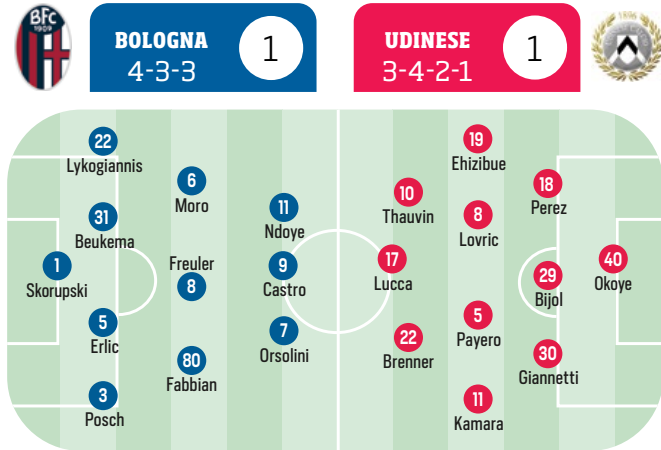 BFC
1909
BOLOGNA
4-3-3
1
UDINESE
3-4-2-1
1
1896
22
Lykogiannis
31
Beukema
1
Skorupski
5
Erlic
3
Posch
6
Moro
Freuler
8
80
Fabbian
11
Ndoye
9
Castro
7
Orsolini
10
Thauvin
17
Lucca
22
Brenner
19
Ehizibue
8
Lovric
5
Payero
11
Kamara
18
Perez
29
Bijol
30
Giannetti
40
Okoye